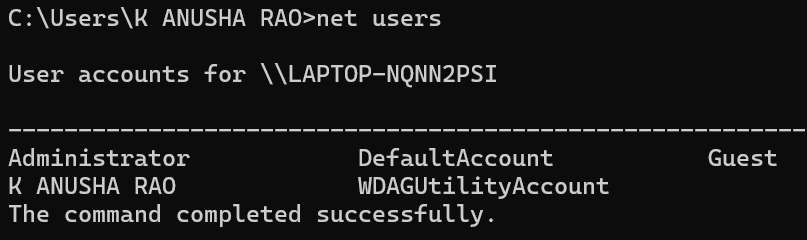 C:\Users\K ANUSHA RAO>net users
User accounts for \\LAPTOP-NQNN2PSI
-------------------------------------------------------------------------------
Administrator            DefaultAccount           Guest
K ANUSHA RAO             WDAGUtilityAccount
The command completed successfully.